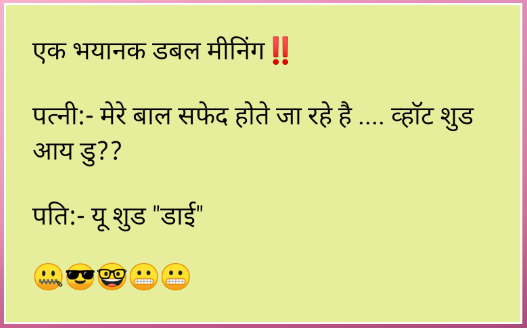 एक भयानक डबल मीनिंग‼️
पत्नी:- मेरे बाल सफेद होते जा रहे है .... व्हॉट शुड
आय डु??
पति:- यू शुड "डाई"
🤐😎🤓😬😬